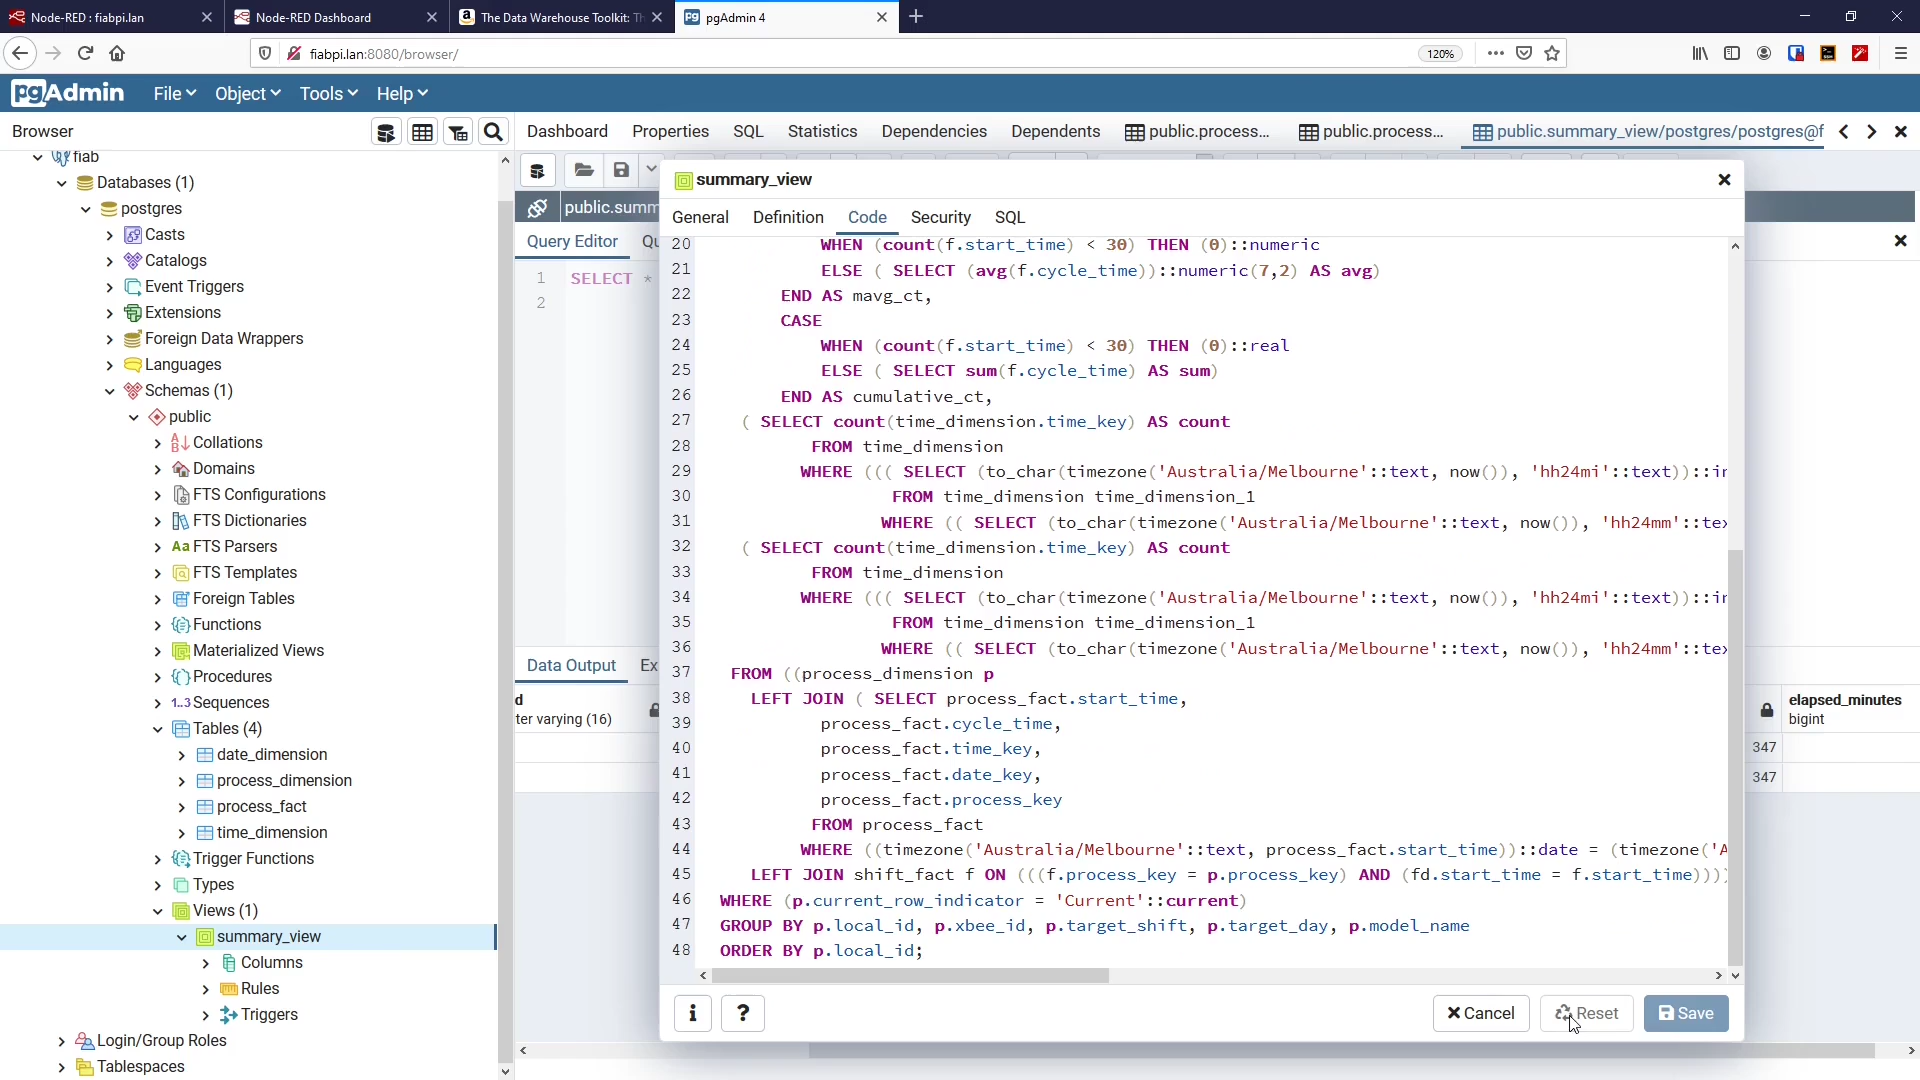 Node-RED : fiabpi.lan
Node-RED Dashboard
The Data Warehouse Toolkit: Th
pgAdmin 4
fiabpi.lan:8080/browser/
120%
pgAdmin
File
Object
Tools
Help
Browser
Dashboard
Properties
SQL
Statistics
Dependencies
Dependents
public.process...
public.process...
public.summary_view/postgres/postgres@f
fiab
Databases (1)
postgres
Casts
Catalogs
Event Triggers
Extensions
Foreign Data Wrappers
Languages
Schemas (1)
public
Collations
Domains
FTS Configurations
FTS Dictionaries
FTS Parsers
FTS Templates
Foreign Tables
Functions
Materialized Views
Procedures
Sequences
Tables (4)
date_dimension
process_dimension
process_fact
time_dimension
Trigger Functions
Types
Views (1)
summary_view
Columns
Rules
Triggers
Login/Group Roles
Tablespaces
public.summ
Query Editor
Qu
1 SELECT *
2
Data Output
Ex
d
ter varying (16)
summary_view
General
Definition
Code
Security
SQL
20 WHEN (count(f.start_time) < 30) THEN (0)::numeric
21 ELSE ( SELECT (avg(f.cycle_time))::numeric(7,2) AS avg)
22 END AS mavg_ct,
23 CASE
24 WHEN (count(f.start_time) < 30) THEN (0)::real
25 ELSE ( SELECT sum(f.cycle_time) AS sum)
26 END AS cumulative_ct,
27 ( SELECT count(time_dimension.time_key) AS count
28 FROM time_dimension
29 WHERE ((( SELECT (to_char(timezone('Australia/Melbourne'::text, now()), 'hh24mi'::text))::in
30 FROM time_dimension time_dimension_1
31 WHERE (( SELECT (to_char(timezone('Australia/Melbourne'::text, now()), 'hh24mm'::tex
32 ( SELECT count(time_dimension.time_key) AS count
33 FROM time_dimension
34 WHERE ((( SELECT (to_char(timezone('Australia/Melbourne'::text, now()), 'hh24mi'::text))::in
35 FROM time_dimension time_dimension_1
36 WHERE (( SELECT (to_char(timezone('Australia/Melbourne'::text, now()), 'hh24mm'::tex
37 FROM ((process_dimension p
38 LEFT JOIN ( SELECT process_fact.start_time,
39 process_fact.cycle_time,
40 process_fact.time_key,
41 process_fact.date_key,
42 process_fact.process_key
43 FROM process_fact
44 WHERE ((timezone('Australia/Melbourne'::text, process_fact.start_time))::date = (timezone('A
45 LEFT JOIN shift_fact f ON (((f.process_key = p.process_key) AND (fd.start_time = f.start_time))))
46 WHERE (p.current_row_indicator = 'Current'::current)
47 GROUP BY p.local_id, p.xbee_id, p.target_shift, p.target_day, p.model_name
48 ORDER BY p.local_id;
i
?
Cancel
Reset
Save
elapsed_minutes
bigint
347
347